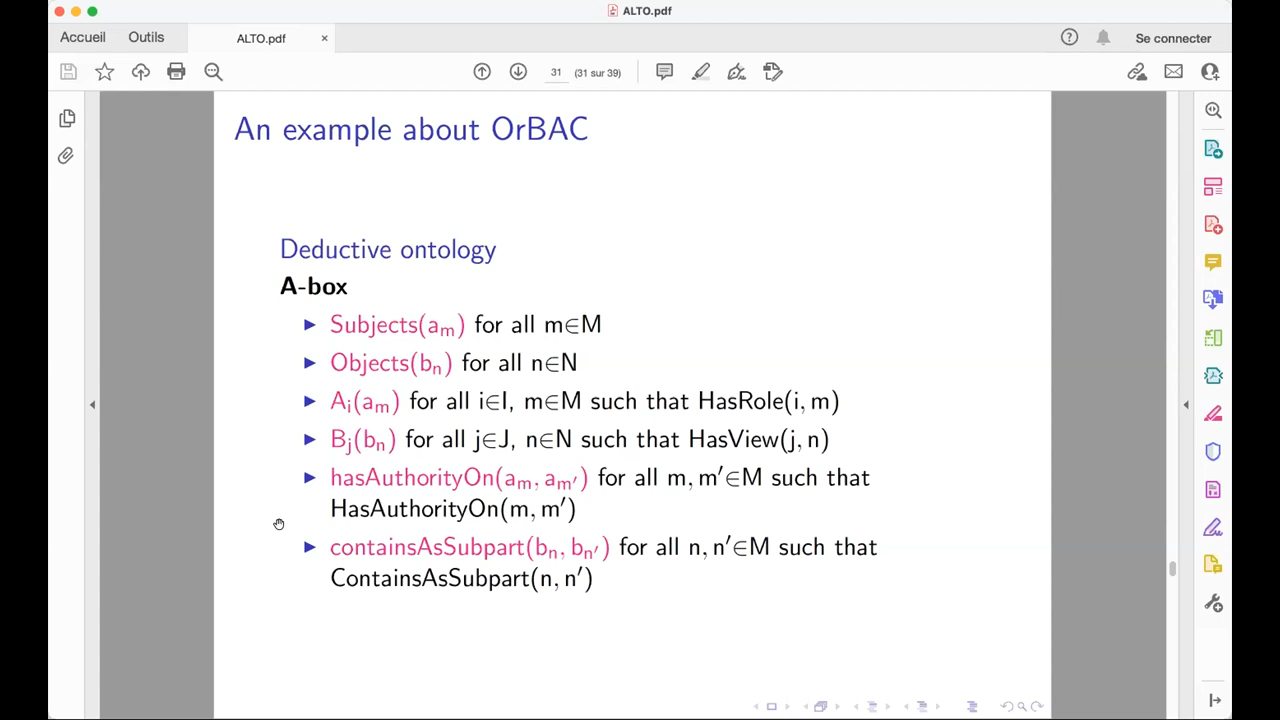 ALTO.pdf
Accueil Outils ALTO.pdf × Se connecter
31 (31 sur 39)
An example about OrBAC
Deductive ontology
A-box
▶ Subjects(aₘ) for all m∈M
▶ Objects(bₙ) for all n∈N
▶ Aᵢ(aₘ) for all i∈I, m∈M such that HasRole(i, m)
▶ Bⱼ(bₙ) for all j∈J, n∈N such that HasView(j, n)
▶ hasAuthorityOn(aₘ, aₘ′) for all m, m′∈M such that
HasAuthorityOn(m, m′)
▶ containsAsSubpart(bₙ, bₙ′) for all n, n′∈M such that
ContainsAsSubpart(n, n′)